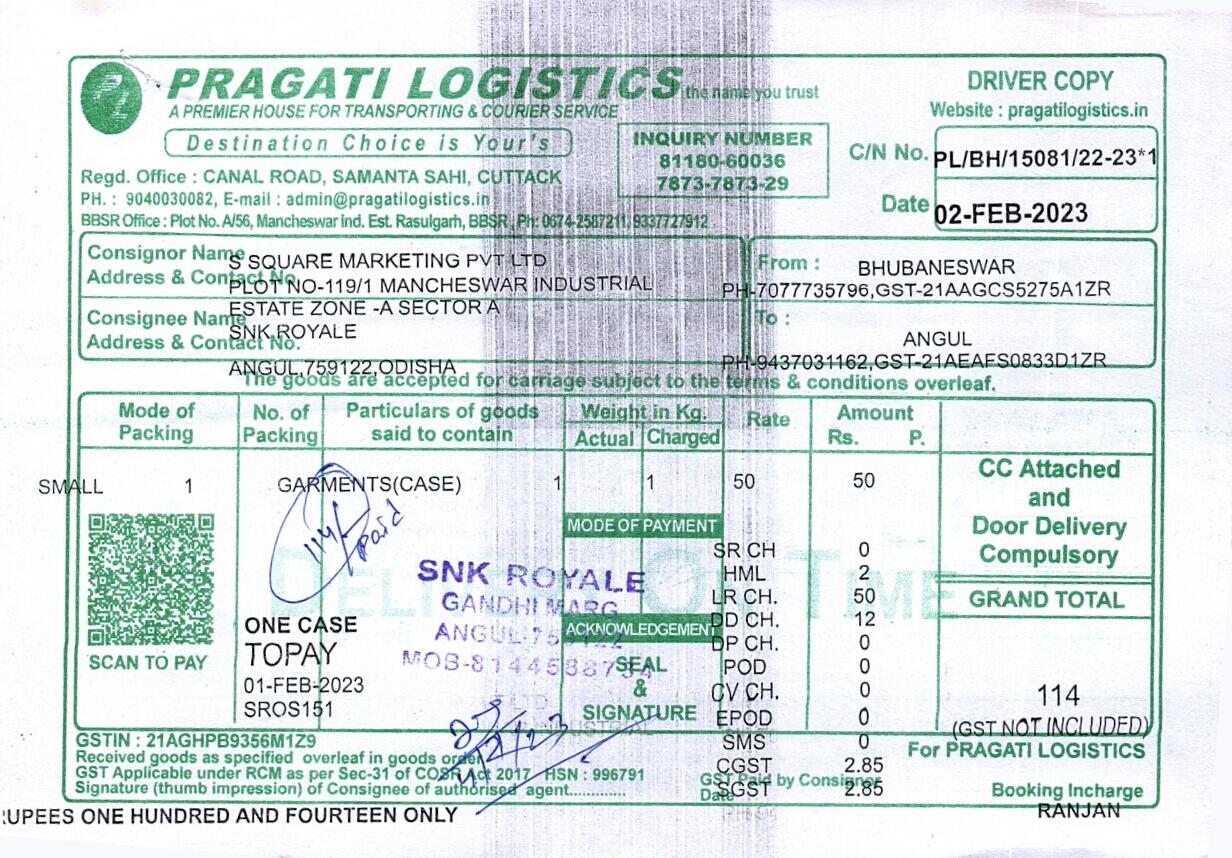 PRAGATI LOGISTICS the name you trust
A PREMIER HOUSE FOR TRANSPORTING & COURIER SERVICE
Destination Choice is Your's
DRIVER COPY
Website : pragatilogistics.in
INQUIRY NUMBER
81180-60036
7873-7873-29
C/N No. PL/BH/15081/22-23*1
Date 02-FEB-2023
Regd. Office : CANAL ROAD, SAMANTA SAHI, CUTTACK
PH. : 9040030082, E-mail : admin@pragatilogistics.in
BBSR Office : Plot No. A/56, Mancheswar Ind. Est. Rasulgarh, BBSR, Ph: 0674-2587211, 9337727912
Consignor Name
Address & Contact No.
S SQUARE MARKETING PVT LTD
PLOT NO-119/1 MANCHESWAR INDUSTRIAL
ESTATE ZONE -A SECTOR A
From : BHUBANESWAR
PH-7077735796,GST-21AAGCS5275A1ZR
Consignee Name
Address & Contact No.
SNK ROYALE
ANGUL,759122,ODISHA
To :
ANGUL
PH-9437031162,GST-21AEAFS0833D1ZR
The goods are accepted for carriage subject to the terms & conditions overleaf.
Mode of Packing
No. of Packing
Particulars of goods said to contain
Weight in Kg.
Actual Charged
Rate
Amount
Rs. P.
SMALL 1 GARMENTS(CASE) 1 1 50 50
CC Attached
and
Door Delivery
Compulsory
114/ paid
MODE OF PAYMENT
SR CH 0
HML 2
LR CH. 50
DD CH. 12
DP CH. 0
POD 0
CV CH. 0
EPOD 0
SMS 0
CGST 2.85
SGST 2.85
DELIVERY ON TIME
GRAND TOTAL
114
(GST NOT INCLUDED)
SNK ROYALE
GANDHI MARG
ANGUL-759122
ACKNOWLEDGEMENT
SEAL
&
SIGNATURE
SCAN TO PAY
ONE CASE
TOPAY
01-FEB-2023
SROS151
GSTIN : 21AGHPB9356M1Z9
Received goods as specified overleaf in goods order
GST Applicable under RCM as per Sec-31 of COSR Act 2017 HSN : 996791
Signature (thumb impression) of Consignee of authorised agent.............
GST Paid by Consignor
Date
For PRAGATI LOGISTICS
Booking Incharge
RANJAN
RUPEES ONE HUNDRED AND FOURTEEN ONLY